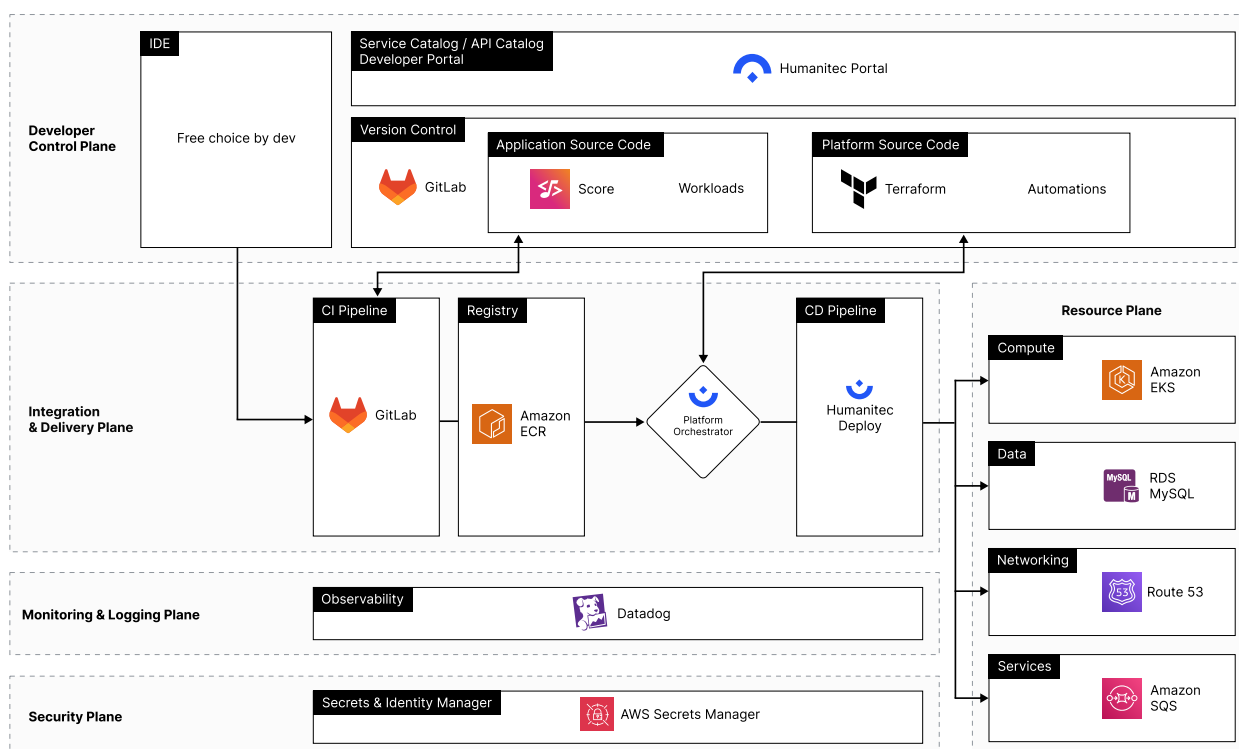 IDE
Service Catalog / API Catalog
Developer Portal
Humanitec Portal
Developer
Control Plane
Free choice by dev
Version Control
GitLab
Application Source Code
Score
Workloads
Platform Source Code
Terraform
Automations
Integration
& Delivery Plane
CI Pipeline
GitLab
Registry
Amazon
ECR
Platform
Orchestrator
CD Pipeline
Humanitec
Deploy
Resource Plane
Compute
Amazon
EKS
Data
MySQL
M
RDS
MySQL
Networking
53
Route 53
Services
Amazon
SQS
Monitoring & Logging Plane
Observability
Datadog
Security Plane
Secrets & Identity Manager
AWS Secrets Manager